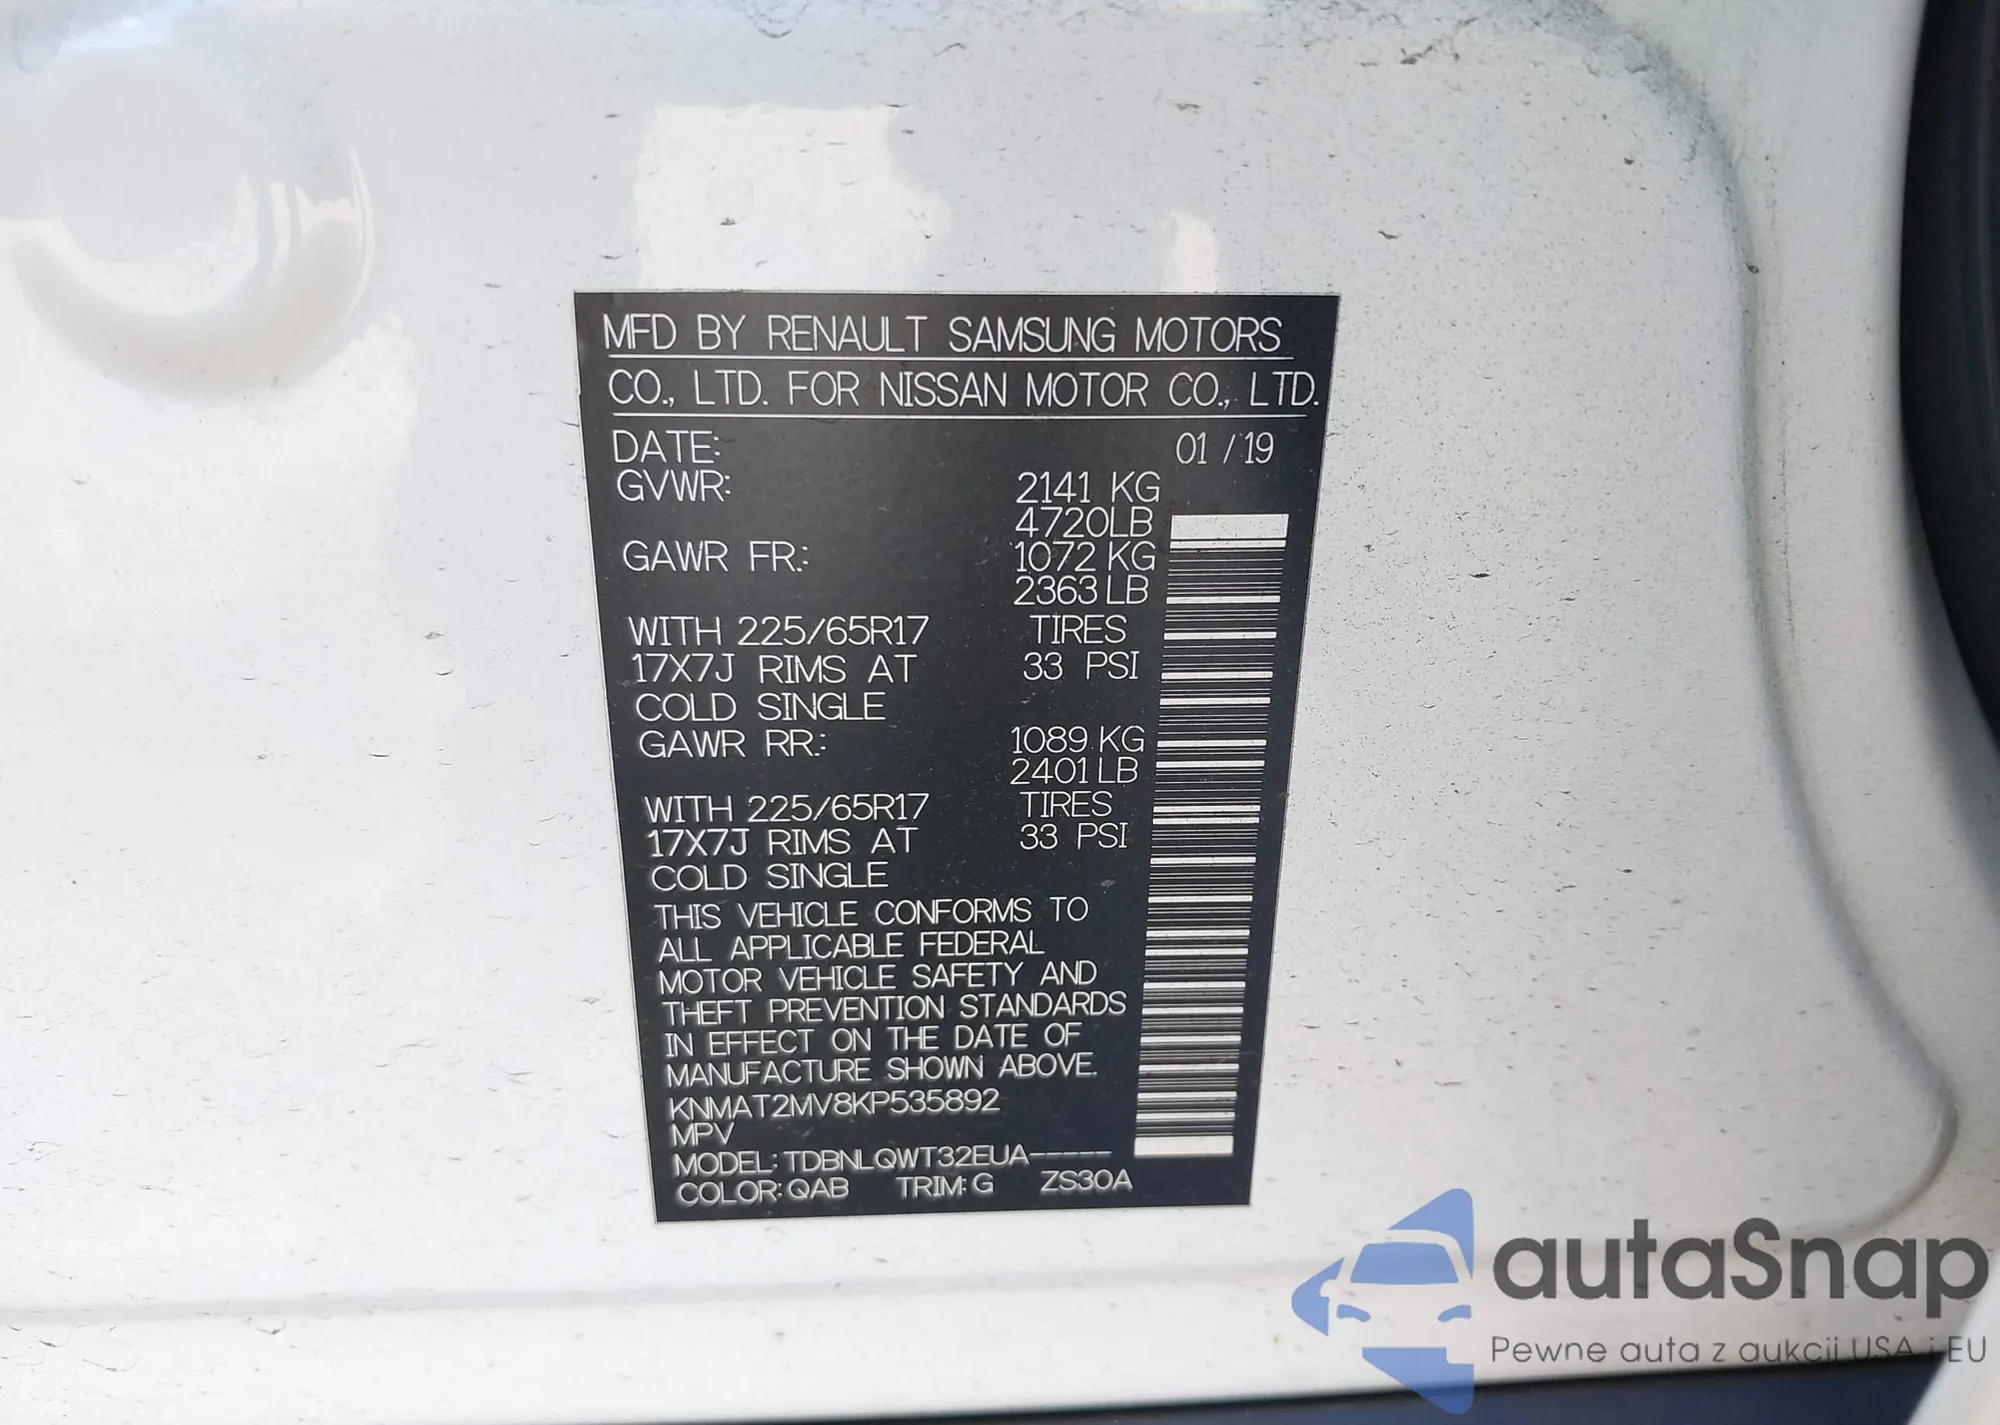 MFD BY RENAULT SAMSUNG MOTORS
CO., LTD. FOR NISSAN MOTOR CO., LTD.
DATE: 01 / 19
GVWR: 2141 KG
4720LB
GAWR FR.: 1072 KG
2363 LB
WITH 225/65R17 TIRES
17X7J RIMS AT 33 PSI
COLD SINGLE
GAWR RR.: 1089 KG
2401 LB
WITH 225/65R17 TIRES
17X7J RIMS AT 33 PSI
COLD SINGLE
THIS VEHICLE CONFORMS TO
ALL APPLICABLE FEDERAL
MOTOR VEHICLE SAFETY AND
THEFT PREVENTION STANDARDS
IN EFFECT ON THE DATE OF
MANUFACTURE SHOWN ABOVE.
KNMAT2MV8KP535892
MPV
MODEL: TDBNLQWT32EUA-----
COLOR: QAB TRIM: G ZS30A
autaSnap
Pewne auta z aukcji USA i EU